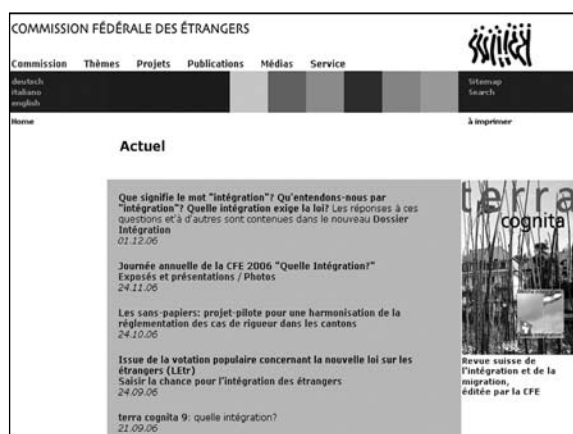 COMMISSION FÉDÉRALE DES ÉTRANGERS
Commission Thèmes Projets Publications Médias Service
deutsch
italiano
english
Sitemap
Search
Home
à imprimer
Actuel
Que signifie le mot "intégration"? Qu'entendons-nous par
"intégration"? Quelle intégration exige la loi? Les réponses à ces
questions et'à d'autres sont contenues dans le nouveau Dossier
Intégration
01.12.06
Journée annuelle de la CFE 2006 "Quelle Intégration?"
Exposés et présentations / Photos
24.11.06
Les sans-papiers: projet-pilote pour une harmonisation de la
réglementation des cas de rigueur dans les cantons
24.10.06
Issue de la votation populaire concernant la nouvelle loi sur les
étrangers (LEtr)
Saisir la chance pour l'intégration des étrangers
24.09.06
terra cognita 9: quelle intégration?
21.09.06
terra
cognita
Revue suisse de
l'intégration et de la
migration,
éditée par la CFE